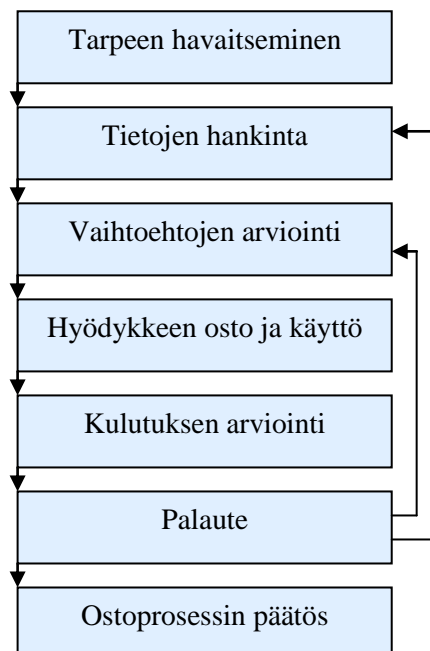 Tarpeen havaitseminen
Tietojen hankinta
Vaihtoehtojen arviointi
Hyödykkeen osto ja käyttö
Kulutuksen arviointi
Palaute
Ostoprosessin päätös